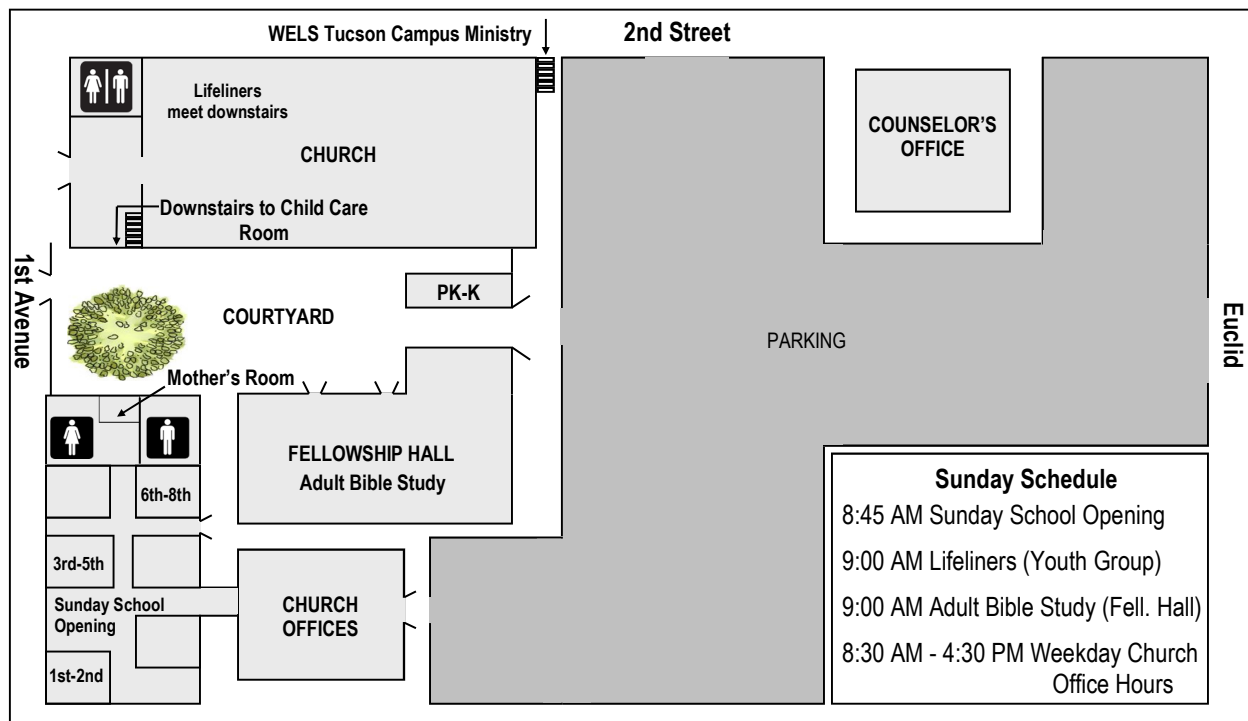 WELS Tucson Campus Ministry
2nd Street
Lifeliners
meet downstairs
CHURCH
COUNSELOR'S
OFFICE
Downstairs to Child Care
Room
1st Avenue
PK-K
COURTYARD
PARKING
Euclid
Mother's Room
FELLOWSHIP HALL
Adult Bible Study
6th-8th
3rd-5th
Sunday School
Opening
CHURCH
OFFICES
1st-2nd
Sunday Schedule
8:45 AM Sunday School Opening
9:00 AM Lifeliners (Youth Group)
9:00 AM Adult Bible Study (Fell. Hall)
8:30 AM - 4:30 PM Weekday Church
Office Hours